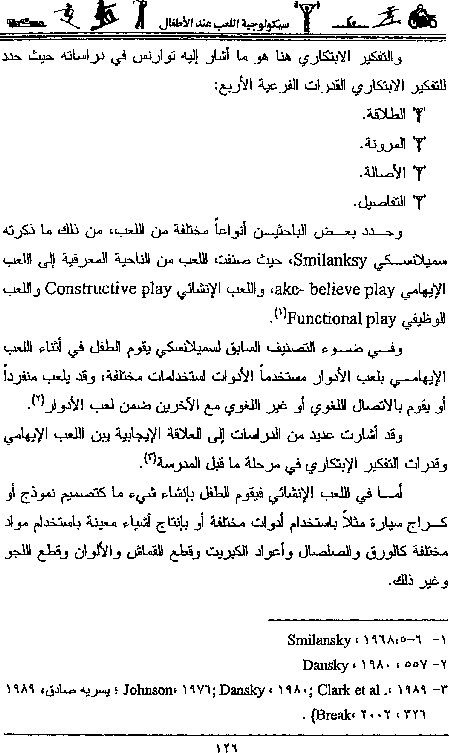 سيكولوجية اللعب عند الأطفال
والتفكير الابتكاري هنا هو ما أشار إليه تورانس في دراساته حيث حدد
للتفكير الابتكاري القدرات الفرعية الأربع:
الطلاقة.
المرونة.
الأصالة.
التفاصيل.
وحدد بعض الباحثين أنواعاً مختلفة من اللعب، من ذلك ما ذكرته
سميلانسكي Smilanksy، حيث صنفت اللعب من الناحية المعرفية إلى اللعب
الإيهامي akc- believe play، واللعب الإنشائي Constructive play واللعب
الوظيفي Functional play(١).
وفي ضوء التصنيف السابق لسميلانسكي يقوم الطفل في أثناء اللعب
الإيهامي بلعب الأدوار مستخدماً الأدوات استخدامات مختلفة، وقد يلعب منفرداً
أو يقوم بالاتصال اللغوي أو غير اللغوي مع الآخرين ضمن لعب الأدوار(٢).
وقد أشارت عديد من الدراسات إلى العلاقة الإيجابية بين اللعب الإيهامي
وقدرات التفكير الإبتكاري في مرحلة ما قبل المدرسة(٣).
أما في اللعب الإنشائي فيقوم الطفل بإنشاء شيء ما كتصميم نموذج أو
كراج سيارة مثلاً باستخدام أدوات مختلفة أو بإنتاج أشياء معينة باستخدام مواد
مختلفة كالورق والصلصال وأعواد الكبريت وقطع القماش والألوان وقطع اللجو
وغير ذلك.
١- Smilansky ، ١٩٦٨،٥-٦
٢- Dansky ، ١٩٨٠ ، ٥٥٧
٣- Johnson، ١٩٧٦; Dansky ، ١٩٨٠; Clark et al .، ١٩٨٩ ; يسريه صادق، ١٩٨٩
، ٣٢٦ ;Break، ٢٠٠٢} .
١٢٦